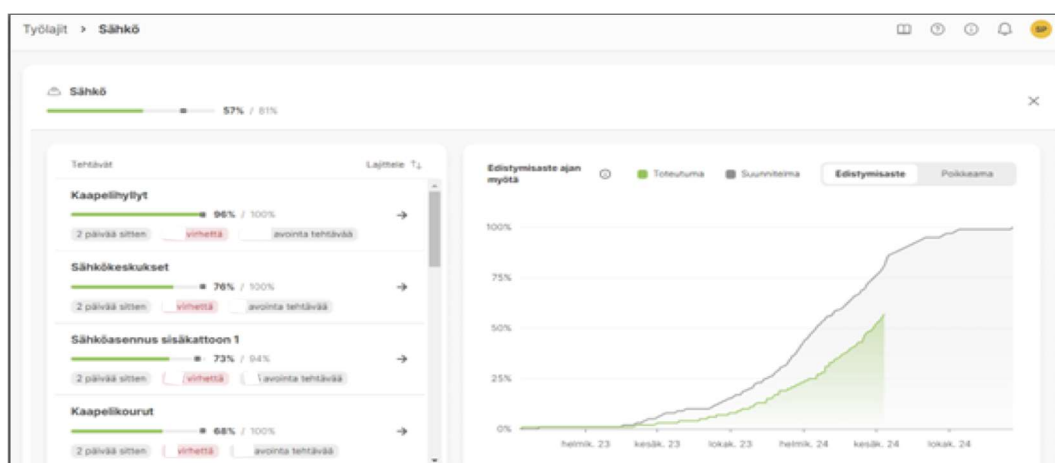 Työlajit > Sähkö
SP
Sähkö
57% / 81%
Tehtävät
Lajittele
Kaapelihyllyt
96% / 100%
2 päivää sitten virhettä avointa tehtävää
Sähkökeskukset
76% / 100%
2 päivää sitten virhettä avointa tehtävää
Sähköasennus sisäkattoon 1
73% / 94%
2 päivää sitten virhettä avointa tehtävää
Kaapelikourut
68% / 100%
2 päivää sitten virhettä avointa tehtävää
Edistymisaste ajan
myötä
Toteutuma
Suunnitelma
Edistymisaste
Poikkeama
100%
75%
50%
25%
0%
helmik. 23 kesäk. 23 lokak. 23 helmik. 24 kesäk. 24 lokak. 24